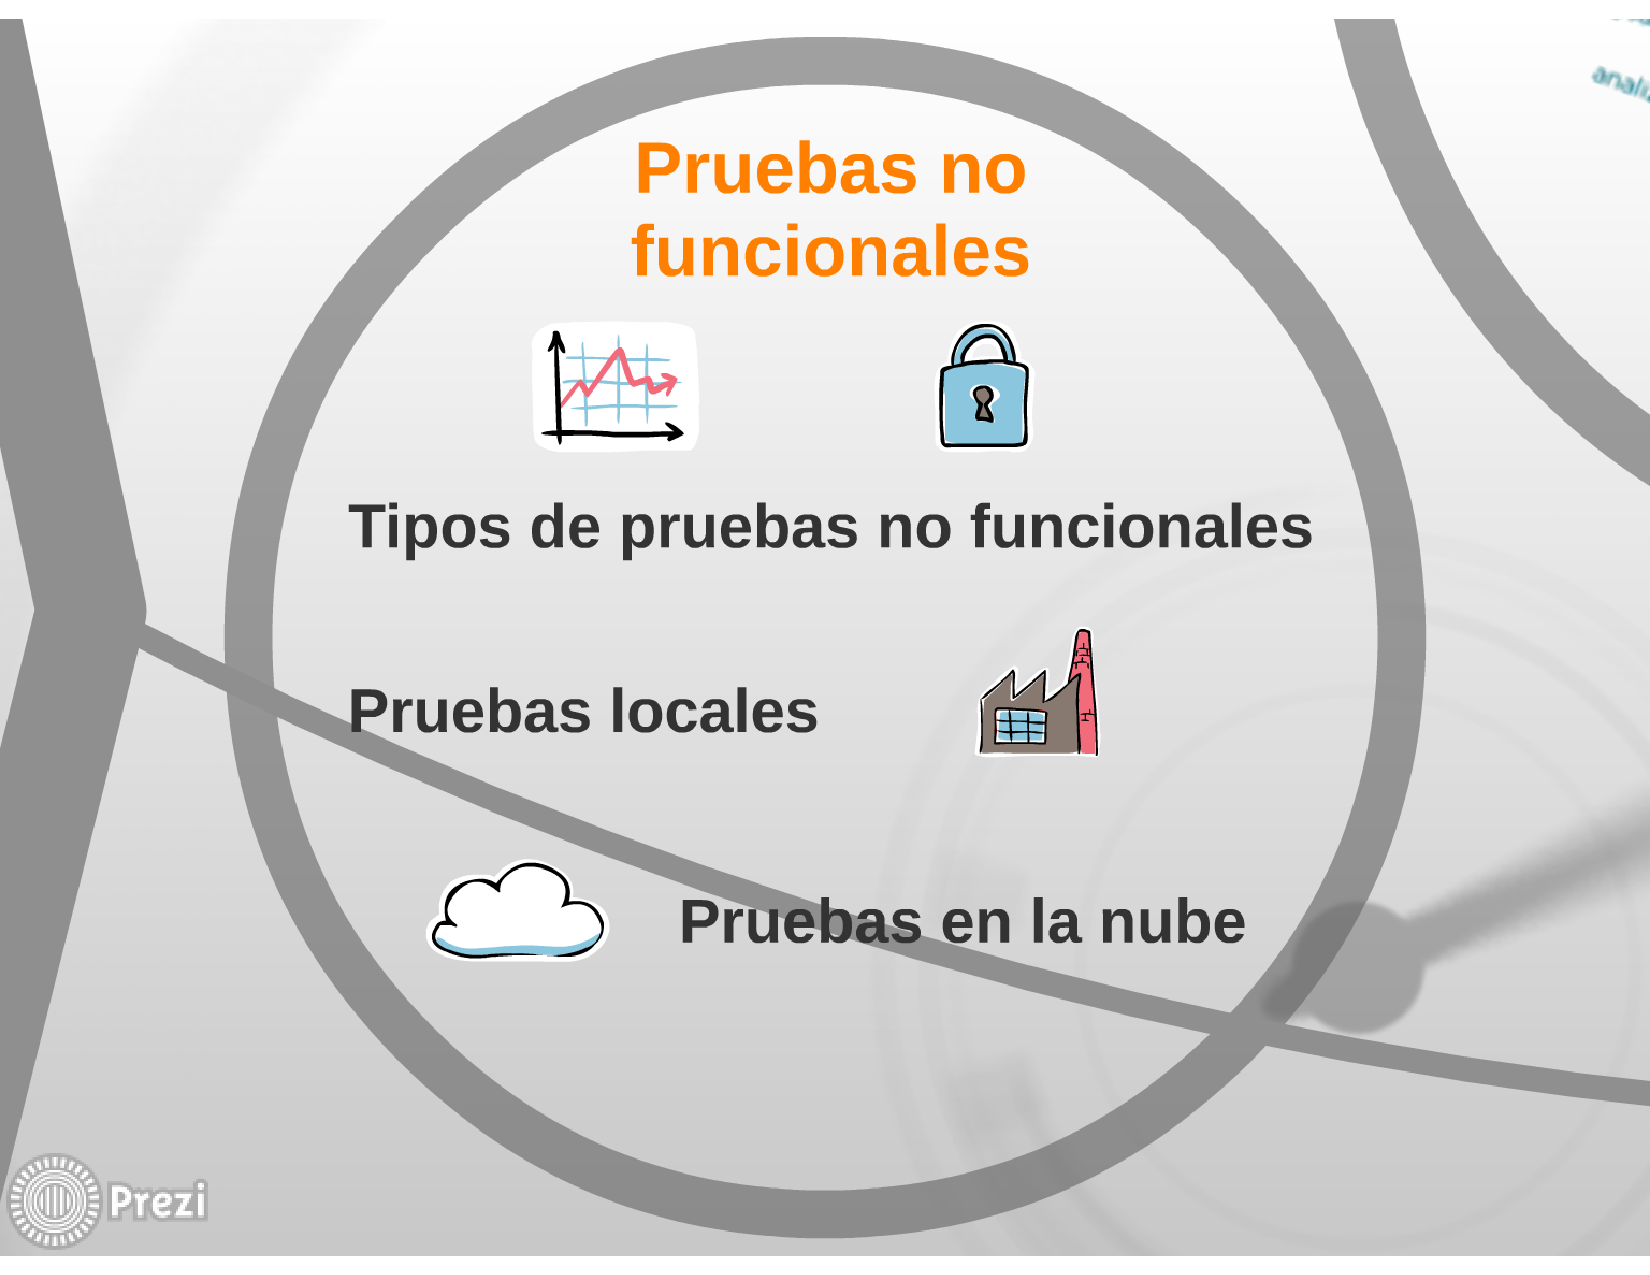 Pruebas no
funcionales
Tipos de pruebas no funcionales
Pruebas locales
Pruebas en la nube
Prezi